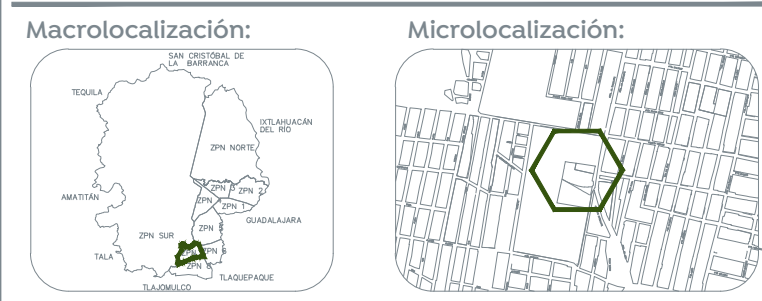 Macrolocalización:
Microlocalización:
SAN CRISTÓBAL DE
LA BARRANCA
TEQUILA
IXTLAHUACÁN
DEL RÍO
ZPN NORTE
ZPN 3
ZPN 2
ZPN
ZPN 1
AMATITÁN
GUADALAJARA
ZPN
ZPN SUR
ZPN 6
TALA
ZPN
TLAQUEPAQUE
TLAJOMULCO